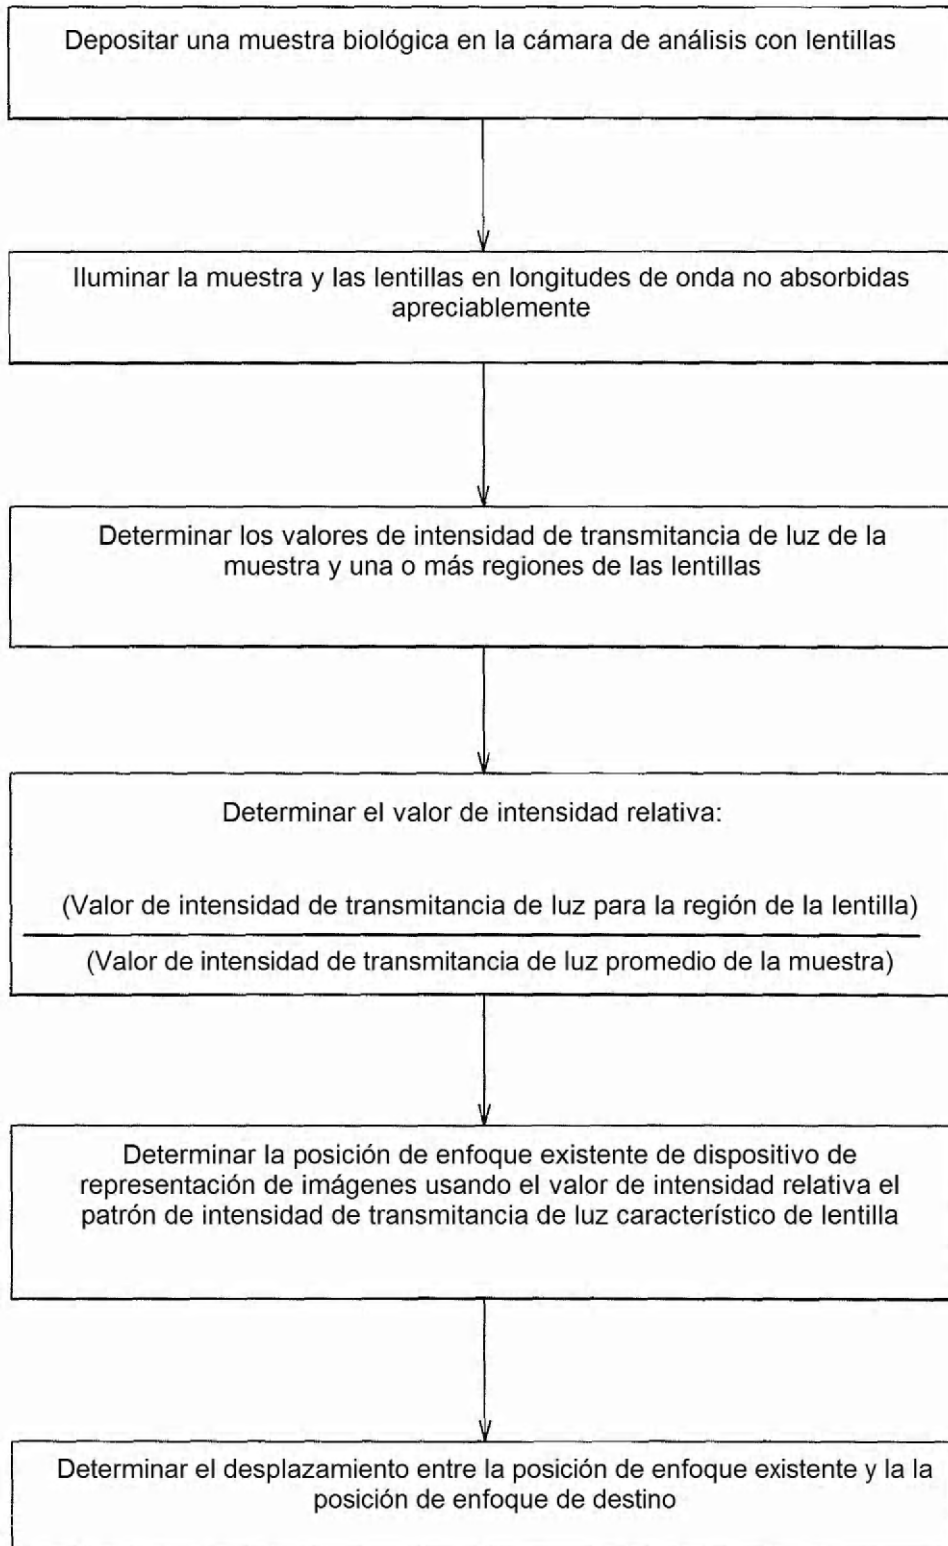 Depositar una muestra biológica en la cámara de análisis con lentillas
Iluminar la muestra y las lentillas en longitudes de onda no absorbidas
apreciablemente
Determinar los valores de intensidad de transmitancia de luz de la
muestra y una o más regiones de las lentillas
Determinar el valor de intensidad relativa:
(Valor de intensidad de transmitancia de luz para la región de la lentilla)
(Valor de intensidad de transmitancia de luz promedio de la muestra)
Determinar la posición de enfoque existente de dispositivo de
representación de imágenes usando el valor de intensidad relativa el
patrón de intensidad de transmitancia de luz característico de lentilla
Determinar el desplazamiento entre la posición de enfoque existente y la la
posición de enfoque de destino